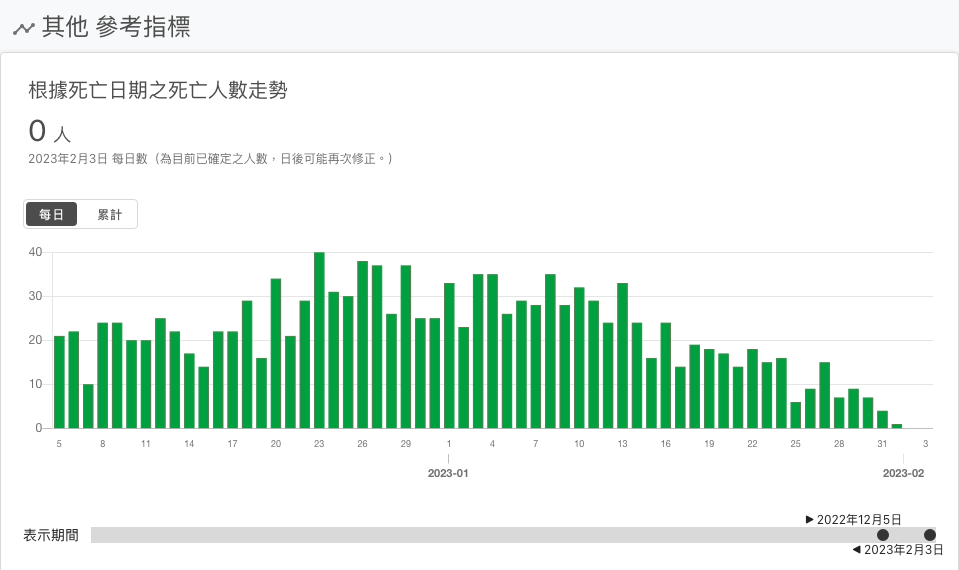 其他 參考指標
根據死亡日期之死亡人數走勢
0 人
2023年2月3日 每日數（為目前已確定之人數，日後可能再次修正。）
每日 累計
40
30
20
10
0
5 8 11 14 17 20 23 26 29 1 4 7 10 13 16 19 22 25 28 31 3
2023-01 2023-02
▶ 2022年12月5日
表示期間
◀ 2023年2月3日